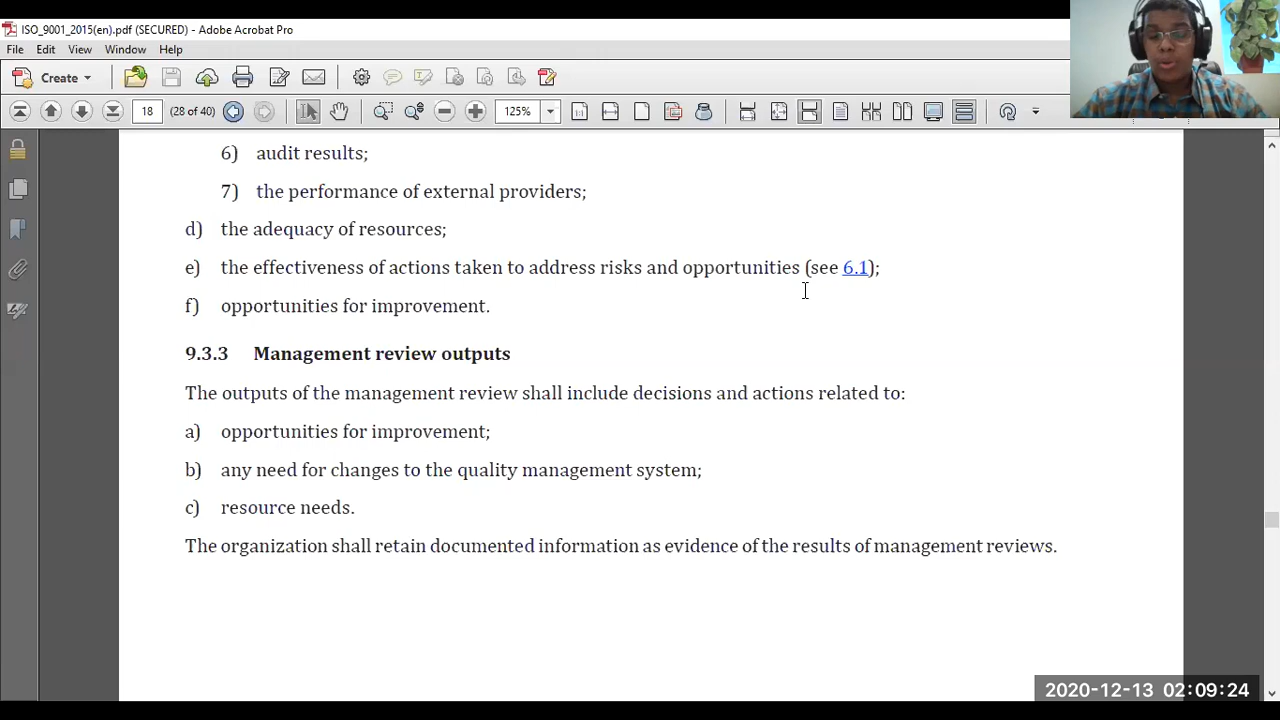 ISO_9001_2015(en).pdf (SECURED) - Adobe Acrobat Pro
File Edit View Window Help
Create
18 (28 of 40) 125%
6) audit results;
7) the performance of external providers;
d) the adequacy of resources;
e) the effectiveness of actions taken to address risks and opportunities (see 6.1);
f) opportunities for improvement.
9.3.3 Management review outputs
The outputs of the management review shall include decisions and actions related to:
a) opportunities for improvement;
b) any need for changes to the quality management system;
c) resource needs.
The organization shall retain documented information as evidence of the results of management reviews.
2020-12-13 02:09:24